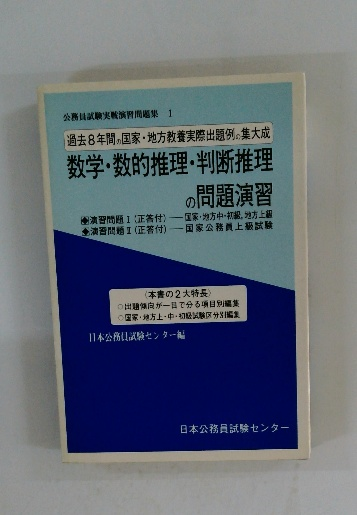 公務員試験実戦演習問題集 1
過去8年間の国家・地方教養実際出題例の集大成
数学・数的推理・判断推理
の問題演習
◆演習問題Ⅰ(正答付)──国家・地方中・初級,地方上級
◆演習問題Ⅱ(正答付)──国家公務員上級試験
〈本書の2大特長〉
○出題傾向が一目で分る項目別編集
○国家・地方上・中・初級試験区分別編集
日本公務員試験センター編
日本公務員試験センター